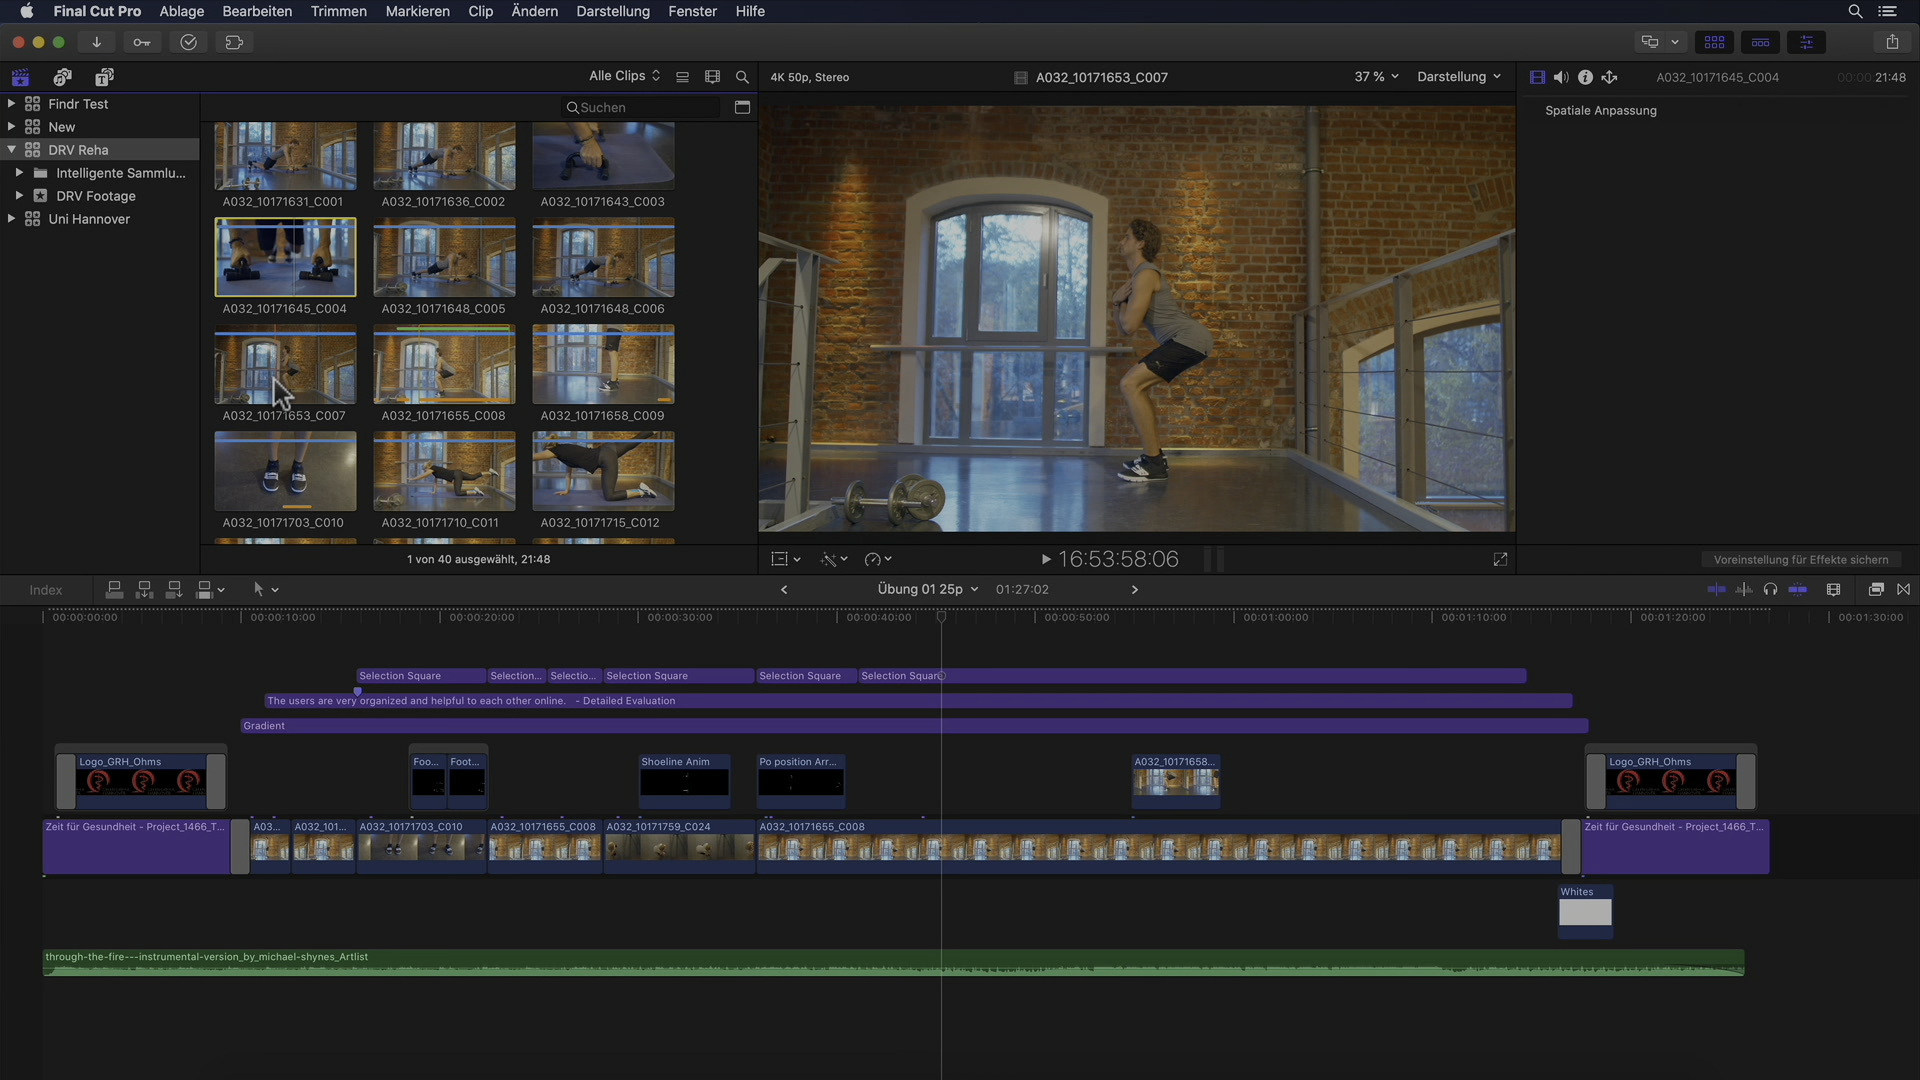 Final Cut Pro Ablage Bearbeiten Trimmen Markieren Clip Ändern Darstellung Fenster Hilfe
Alle Clips
4K 50p, Stereo
A032_10171653_C007
37 %
Darstellung
A032_10171645_C004
00:00:21:48
Findr Test
New
DRV Reha
Intelligente Sammlu...
DRV Footage
Uni Hannover
Suchen
Spatiale Anpassung
A032_10171631_C001
A032_10171636_C002
A032_10171643_C003
A032_10171645_C004
A032_10171648_C005
A032_10171648_C006
A032_10171653_C007
A032_10171655_C008
A032_10171658_C009
A032_10171703_C010
A032_10171710_C011
A032_10171715_C012
1 von 40 ausgewählt, 21:48
16:53:58:06
Voreinstellung für Effekte sichern
Index
Übung 01 25p
01:27:02
00:00:00:00
00:00:10:00
00:00:20:00
00:00:30:00
00:00:40:00
00:00:50:00
00:01:00:00
00:01:10:00
00:01:20:00
00:01:30:00
Selection Square
Selection...
Selectio...
Selection Square
Selection Square
Selection Square
The users are very organized and helpful to each other online. - Detailed Evaluation
Gradient
Logo_GRH_Ohms
Foo...
Foot...
Shoeline Anim
Po position Arr...
A032_10171658...
Logo_GRH_Ohms
Zeit für Gesundheit - Project_1466_T...
A03...
A032_101...
A032_10171703_C010
A032_10171655_C008
A032_10171759_C024
A032_10171655_C008
Zeit für Gesundheit - Project_1466_T...
Whites
through-the-fire---instrumental-version_by_michael-shynes_Artlist